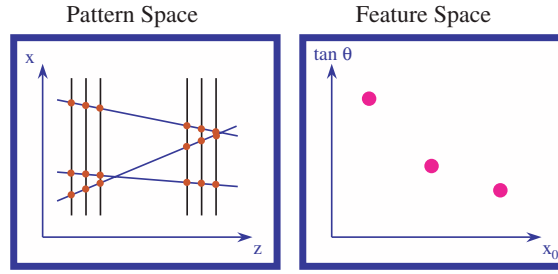 Pattern Space
Feature Space
x
z
tan θ
x₀